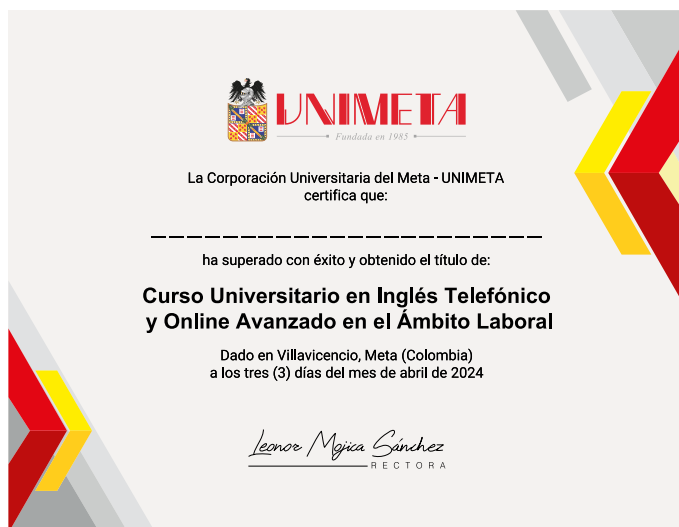 UNIMETA
Fundada en 1985
La Corporación Universitaria del Meta - UNIMETA
certifica que:
ha superado con éxito y obtenido el título de:
Curso Universitario en Inglés Telefónico
y Online Avanzado en el Ámbito Laboral
Dado en Villavicencio, Meta (Colombia)
a los tres (3) días del mes de abril de 2024
Leonor Mojica Sánchez
RECTORA